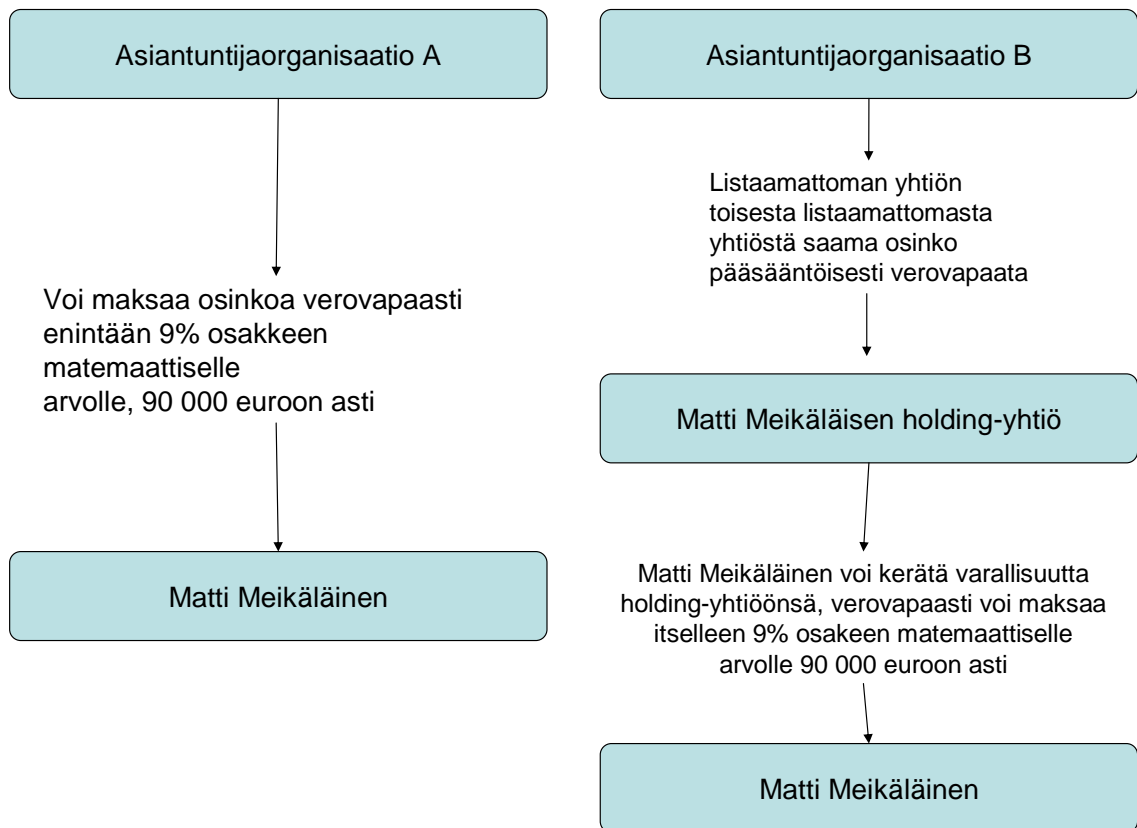 Asiantuntijaorganisaatio A
Voi maksaa osinkoa verovapaasti
enintään 9% osakkeen
matemaattiselle
arvolle, 90 000 euroon asti
Matti Meikäläinen
Asiantuntijaorganisaatio B
Listaamattoman yhtiön
toisesta listaamattomasta
yhtiöstä saama osinko
pääsääntöisesti verovapaata
Matti Meikäläisen holding-yhtiö
Matti Meikäläinen voi kerätä varallisuutta
holding-yhtiöönsä, verovapaasti voi maksaa
itselleen 9% osakeen matemaattiselle
arvolle 90 000 euroon asti
Matti Meikäläinen